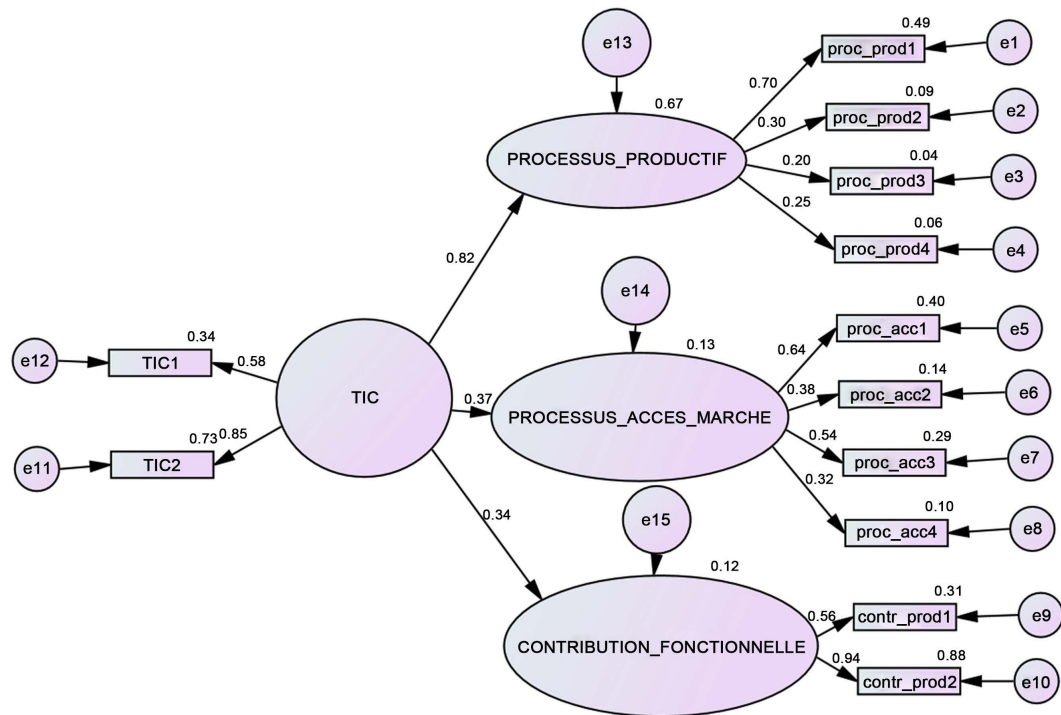 e13
0.67
PROCESSUS_PRODUCTIF
0.49
proc_prod1
e1
0.70
0.09
proc_prod2
e2
0.30
0.04
proc_prod3
e3
0.20
0.06
proc_prod4
e4
0.25
0.82
e14
0.13
PROCESSUS_ACCES_MARCHE
0.40
proc_acc1
e5
0.64
0.14
proc_acc2
e6
0.38
0.29
proc_acc3
e7
0.54
0.10
proc_acc4
e8
0.32
0.37
e12
0.34
TIC1
0.58
TIC
e11
0.73
0.85
TIC2
0.34
e15
0.12
CONTRIBUTION_FONCTIONNELLE
0.31
contr_prod1
e9
0.56
0.88
contr_prod2
e10
0.94